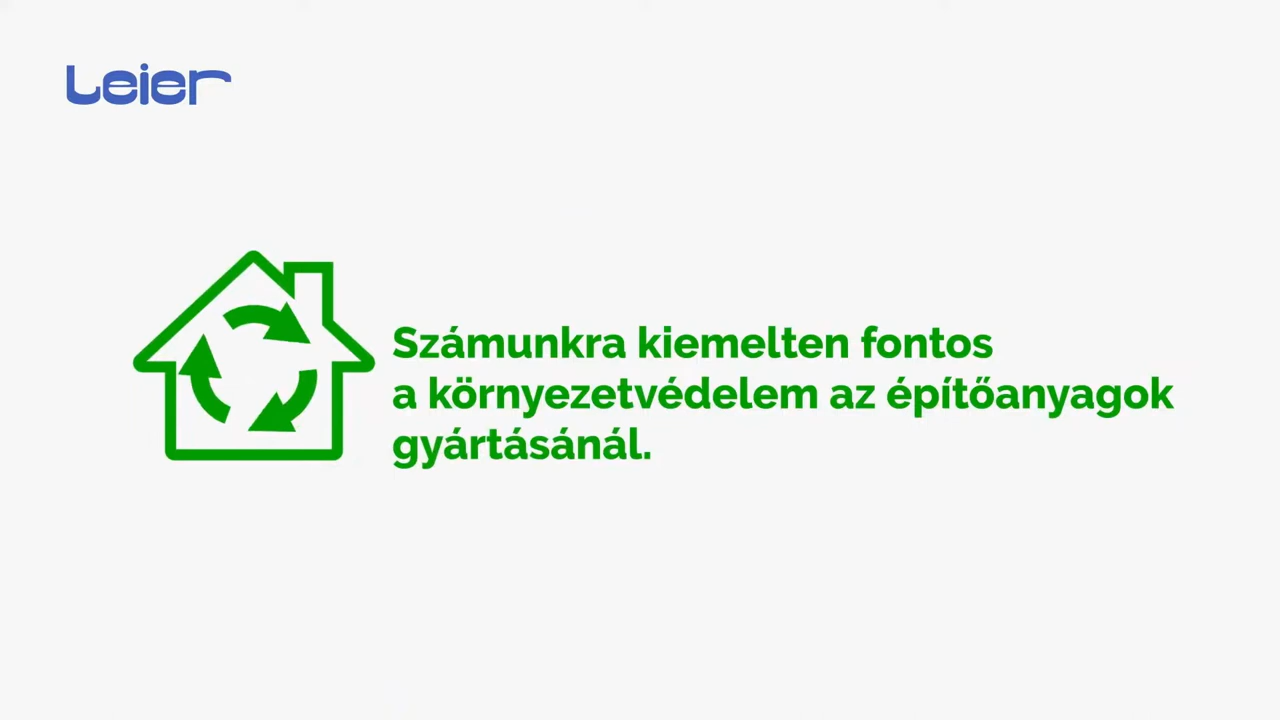 Leier
Számunkra kiemelten fontos
a környezetvédelem az építőanyagok
gyártásánál.